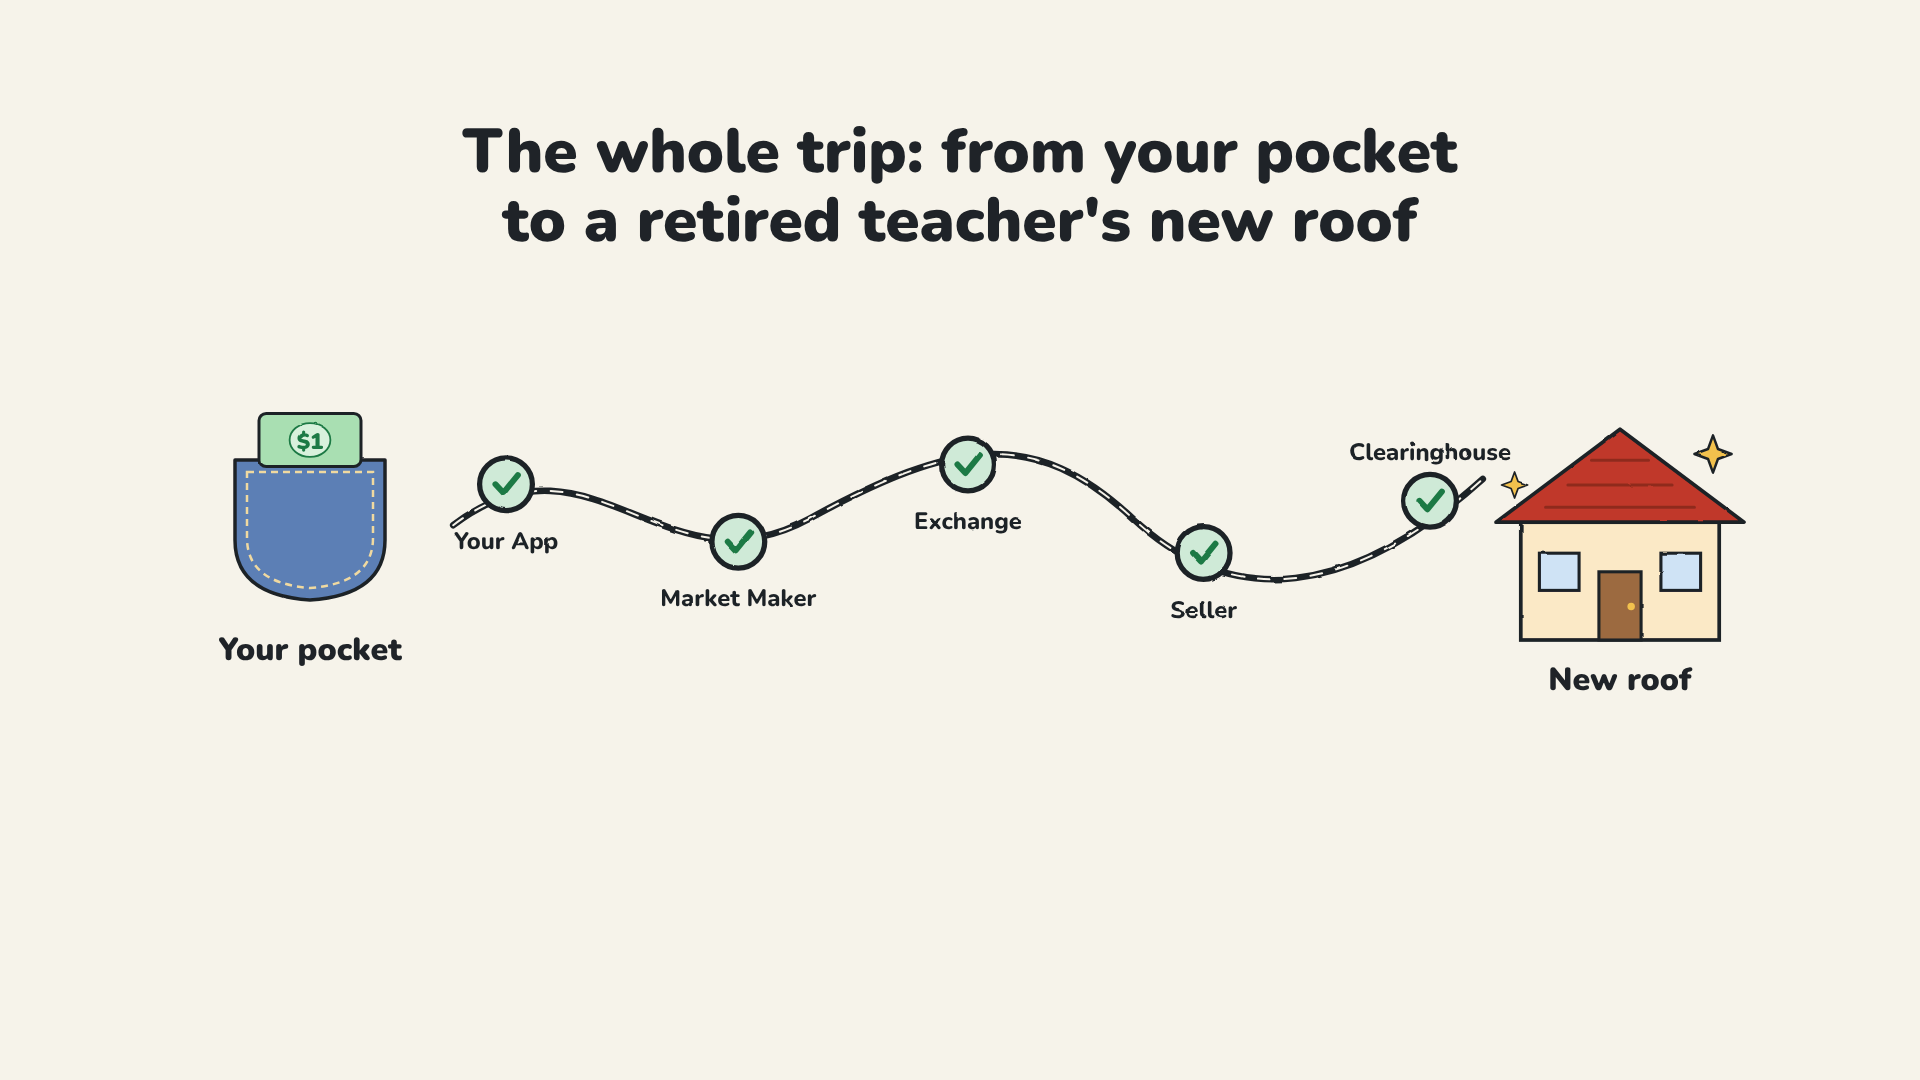 The whole trip: from your pocket
to a retired teacher's new roof
$1
Your pocket
Your App
Market Maker
Exchange
Seller
Clearinghouse
New roof